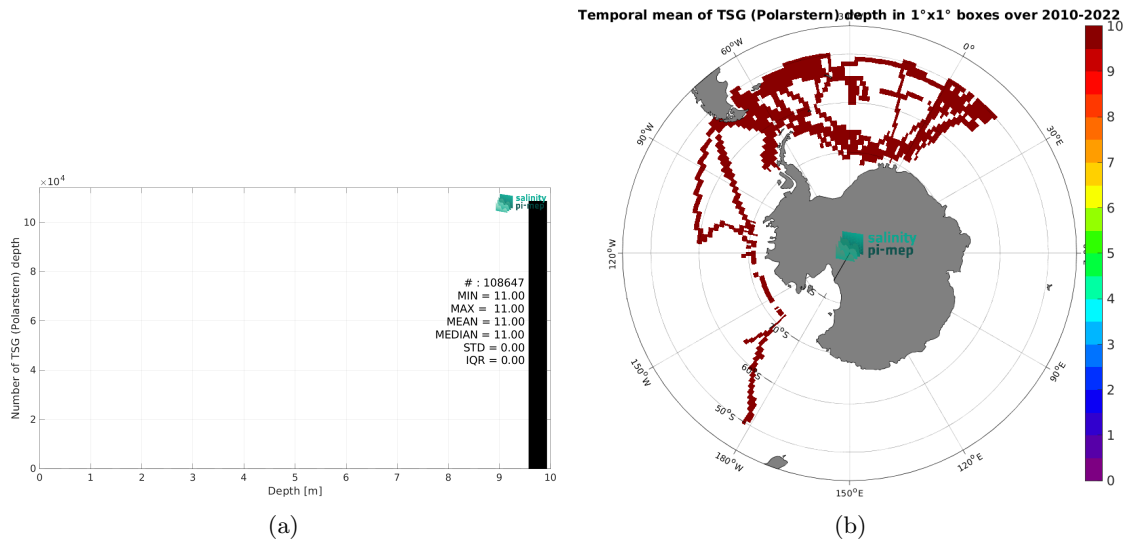 Temporal mean of TSG (Polarstern) depth in 1°x1° boxes over 2010-2022
×10⁴
10
8
6
4
2
0
Number of TSG (Polarstern) depth
salinity
pi-mep
# : 108647
MIN = 11.00
MAX = 11.00
MEAN = 11.00
MEDIAN = 11.00
STD = 0.00
IQR = 0.00
0 1 2 3 4 5 6 7 8 9 10
Depth [m]
(a)
60°W
0°
30°E
90°W
120°W
150°W
180°W
150°E
120°E
90°E
70°S
60°S
50°S
salinity
pi-mep
10
9
8
7
6
5
4
3
2
1
0
(b)